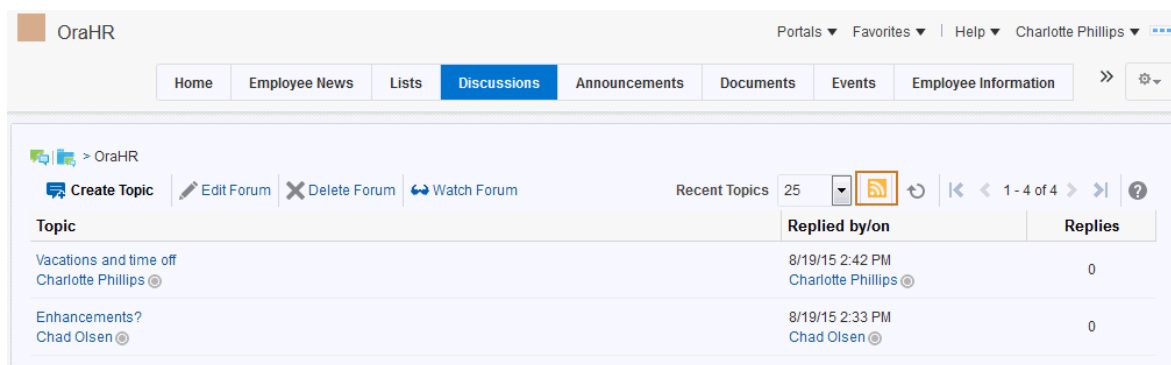 OraHR
Portals Favorites | Help Charlotte Phillips
Home Employee News Lists Discussions Announcements Documents Events Employee Information »
> OraHR
Create Topic Edit Forum Delete Forum Watch Forum Recent Topics 25 1 - 4 of 4
Topic Replied by/on Replies
Vacations and time off 8/19/15 2:42 PM
Charlotte Phillips Charlotte Phillips 0
Enhancements? 8/19/15 2:33 PM
Chad Olsen Chad Olsen 0